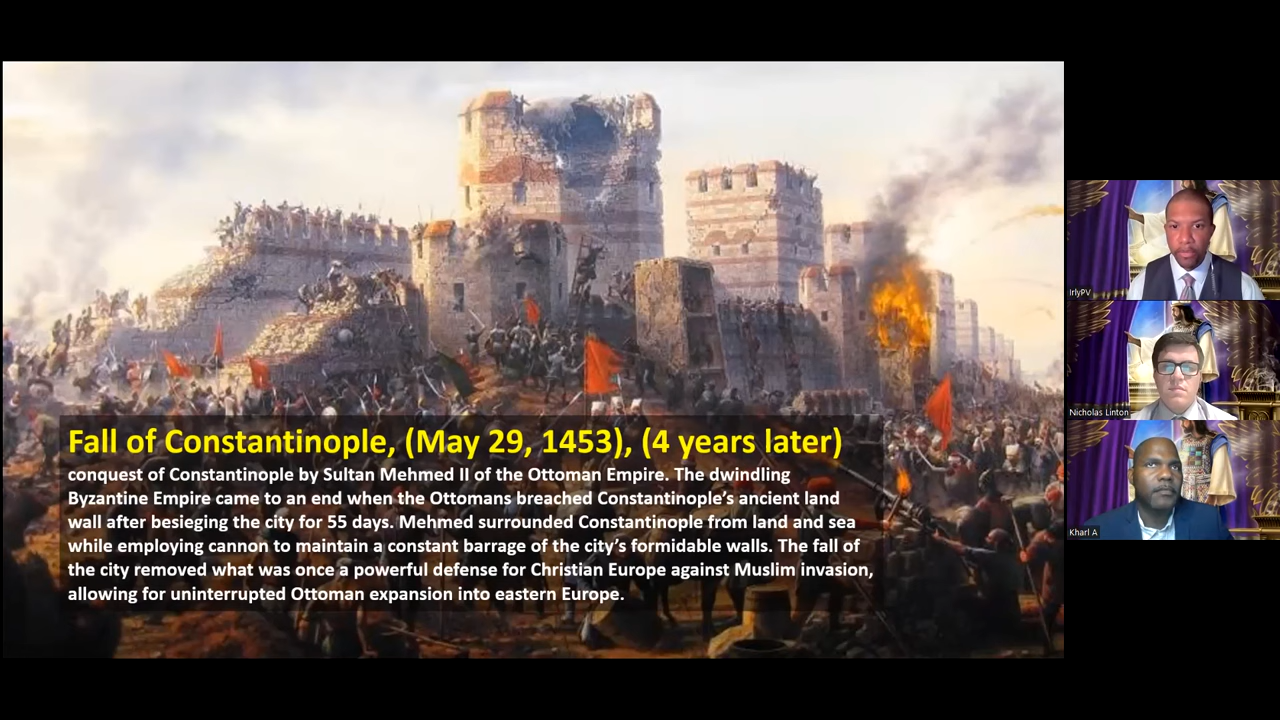 Fall of Constantinople, (May 29, 1453), (4 years later)
conquest of Constantinople by Sultan Mehmed II of the Ottoman Empire. The dwindling
Byzantine Empire came to an end when the Ottomans breached Constantinople's ancient land
wall after besieging the city for 55 days. Mehmed surrounded Constantinople from land and sea
while employing cannon to maintain a constant barrage of the city's formidable walls. The fall of
the city removed what was once a powerful defense for Christian Europe against Muslim invasion,
allowing for uninterrupted Ottoman expansion into eastern Europe.
IrlyPV
Nicholas Linton
Kharl A